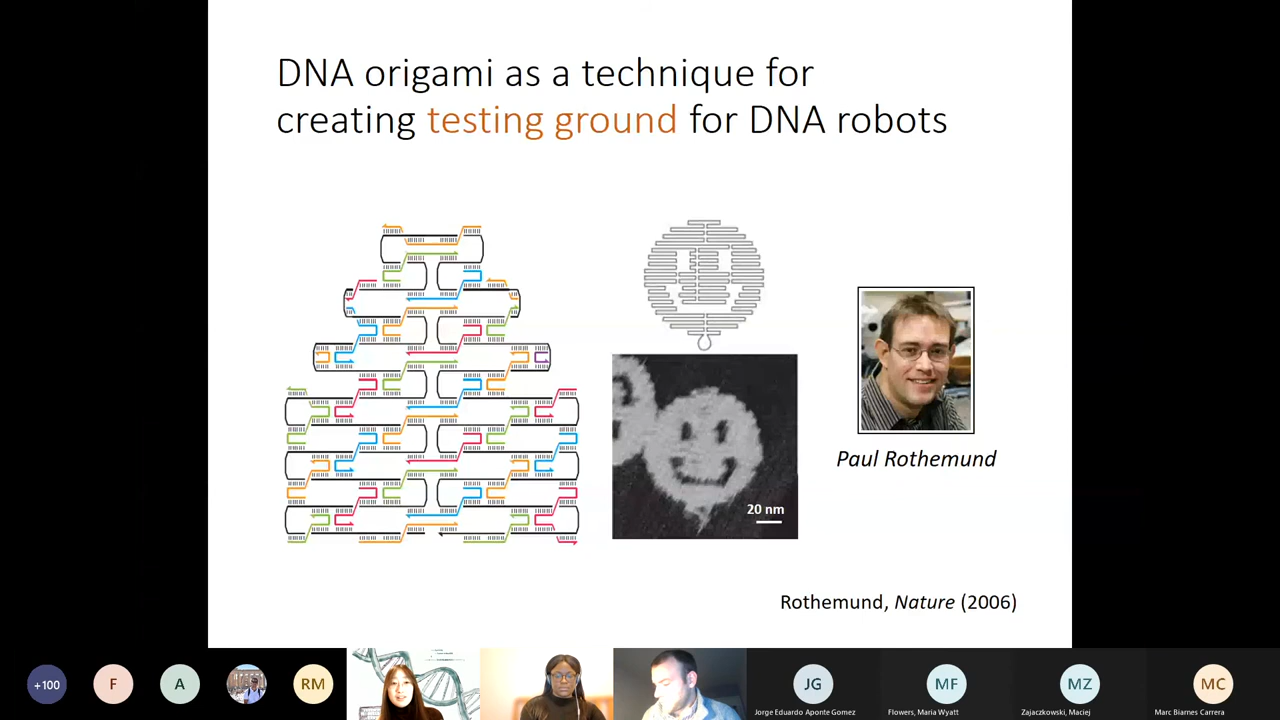 DNA origami as a technique for
creating testing ground for DNA robots
20 nm
Paul Rothemund
Rothemund, Nature (2006)
+100
F
A
RM
JG
Jorge Eduardo Aponte Gomez
MF
Flowers, Maria Wyatt
MZ
Zajaczkowski, Maciej
MC
Marc Biarnes Carrera